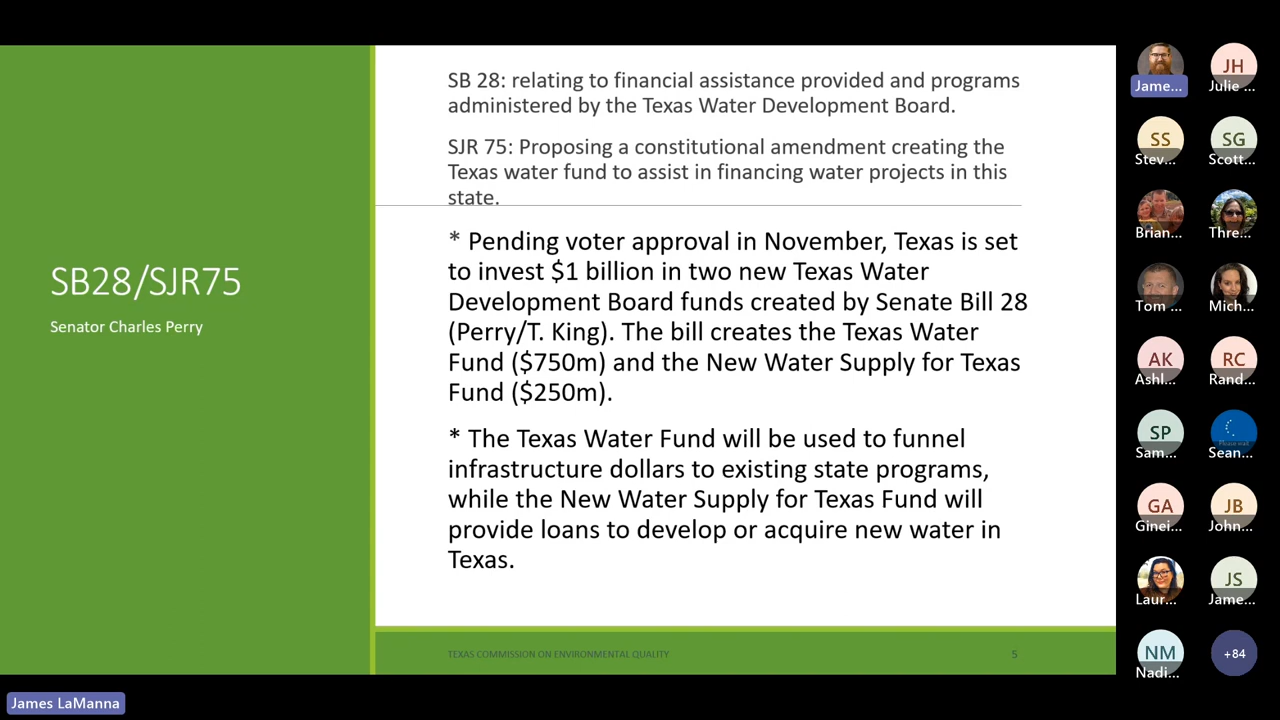 SB28/SJR75
Senator Charles Perry
SB 28: relating to financial assistance provided and programs
administered by the Texas Water Development Board.
SJR 75: Proposing a constitutional amendment creating the
Texas water fund to assist in financing water projects in this
state.
* Pending voter approval in November, Texas is set
to invest $1 billion in two new Texas Water
Development Board funds created by Senate Bill 28
(Perry/T. King). The bill creates the Texas Water
Fund ($750m) and the New Water Supply for Texas
Fund ($250m).
* The Texas Water Fund will be used to funnel
infrastructure dollars to existing state programs,
while the New Water Supply for Texas Fund will
provide loans to develop or acquire new water in
Texas.
TEXAS COMMISSION ON ENVIRONMENTAL QUALITY
5
James LaManna
Jame...
JH
Julie ...
SS
Stev...
SG
Scott...
Brian...
Thre...
Tom ...
Mich...
AK
Ashl...
RC
Rand...
SP
Sam...
Please wait
Sean...
GA
Ginei...
JB
John...
Laur...
JS
Jame...
NM
Nadi...
+84